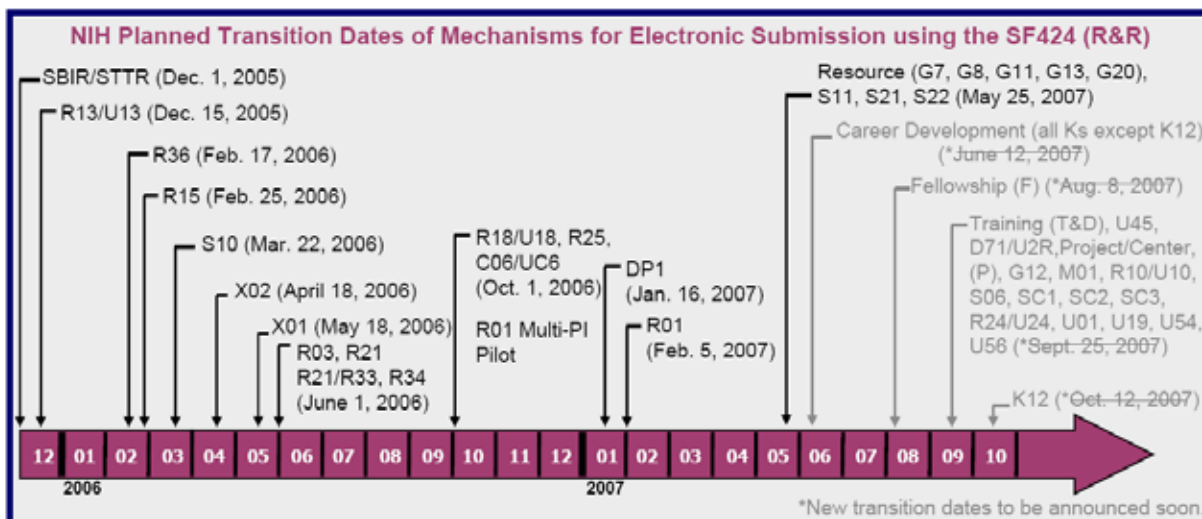 NIH Planned Transition Dates of Mechanisms for Electronic Submission using the SF424 (R&R)
SBIR/STTR (Dec. 1, 2005)
R13/U13 (Dec. 15, 2005)
R36 (Feb. 17, 2006)
R15 (Feb. 25, 2006)
S10 (Mar. 22, 2006)
X02 (April 18, 2006)
X01 (May 18, 2006)
R03, R21
R21/R33, R34
(June 1, 2006)
R18/U18, R25,
C06/UC6
(Oct. 1, 2006)
R01 Multi-PI
Pilot
DP1
(Jan. 16, 2007)
R01
(Feb. 5, 2007)
Resource (G7, G8, G11, G13, G20),
S11, S21, S22 (May 25, 2007)
Career Development (all Ks except K12)
(*June 12, 2007)
Fellowship (F) (*Aug. 8, 2007)
Training (T&D), U45,
D71/U2R,Project/Center,
(P), G12, M01, R10/U10,
S06, SC1, SC2, SC3,
R24/U24, U01, U19, U54,
U56 (*Sept. 25, 2007)
K12 (*Oct. 12, 2007)
12 01 02 03 04 05 06 07 08 09 10 11 12 01 02 03 04 05 06 07 08 09 10
2006 2007
*New transition dates to be announced soon